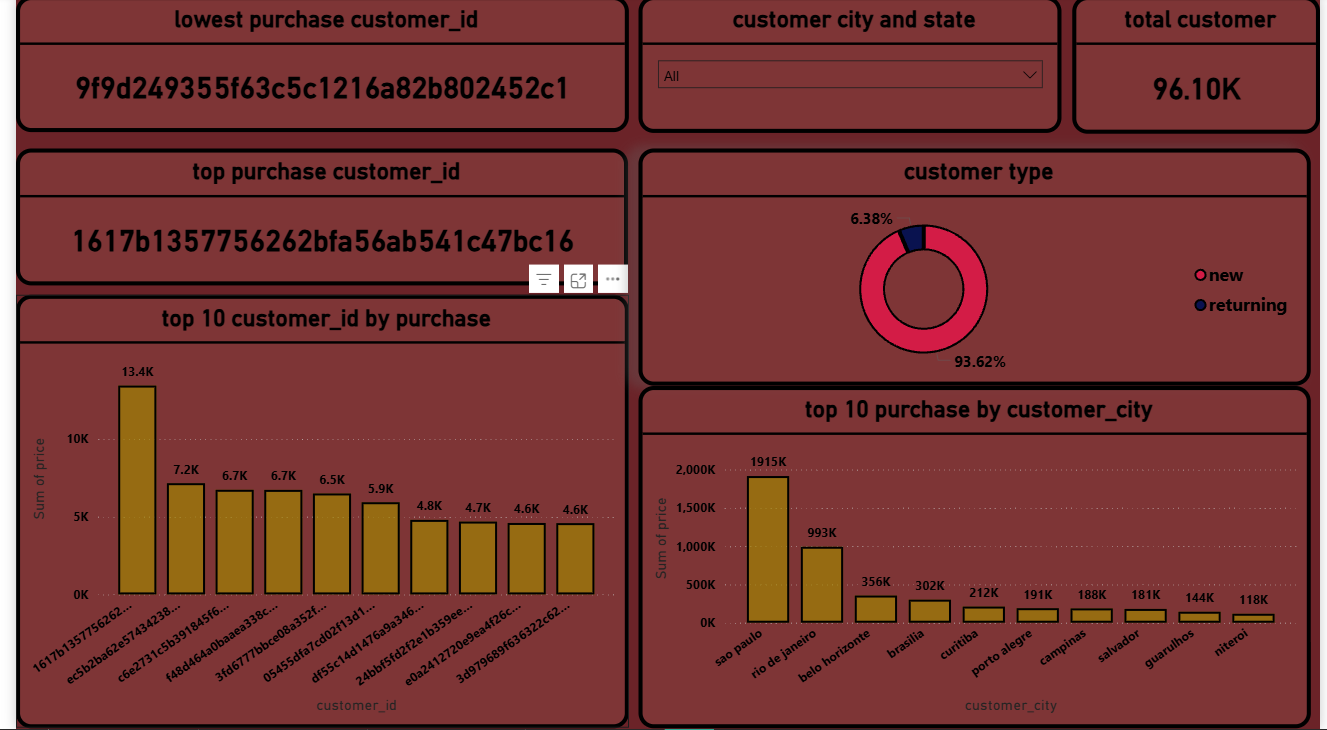 lowest purchase customer_id
9f9d249355f63c5c1216a82b802452c1
customer city and state
All
total customer
96.10K
top purchase customer_id
1617b1357756262bfa56ab541c47bc16
customer type
6.38%
93.62%
new
returning
top 10 customer_id by purchase
Sum of price
10K
5K
0K
13.4K
7.2K
6.7K
6.7K
6.5K
5.9K
4.8K
4.7K
4.6K
4.6K
1617b1357756262...
ec5b2ba62e57434238...
c6e2731c5b391845f6...
f48d464a0baaea338c...
3fd6777bbce08a352f...
05455dfa7cd02f13d1...
df55c14d1476a9a346...
24bbf5fd2f2e1b359ee...
e0a2412720e9ea4f26c...
3d979689f636322c62...
customer_id
top 10 purchase by customer_city
Sum of price
2,000K
1,500K
1,000K
500K
0K
1915K
993K
356K
302K
212K
191K
188K
181K
144K
118K
sao paulo
rio de janeiro
belo horizonte
brasilia
curitiba
porto alegre
campinas
salvador
guarulhos
niteroi
customer_city